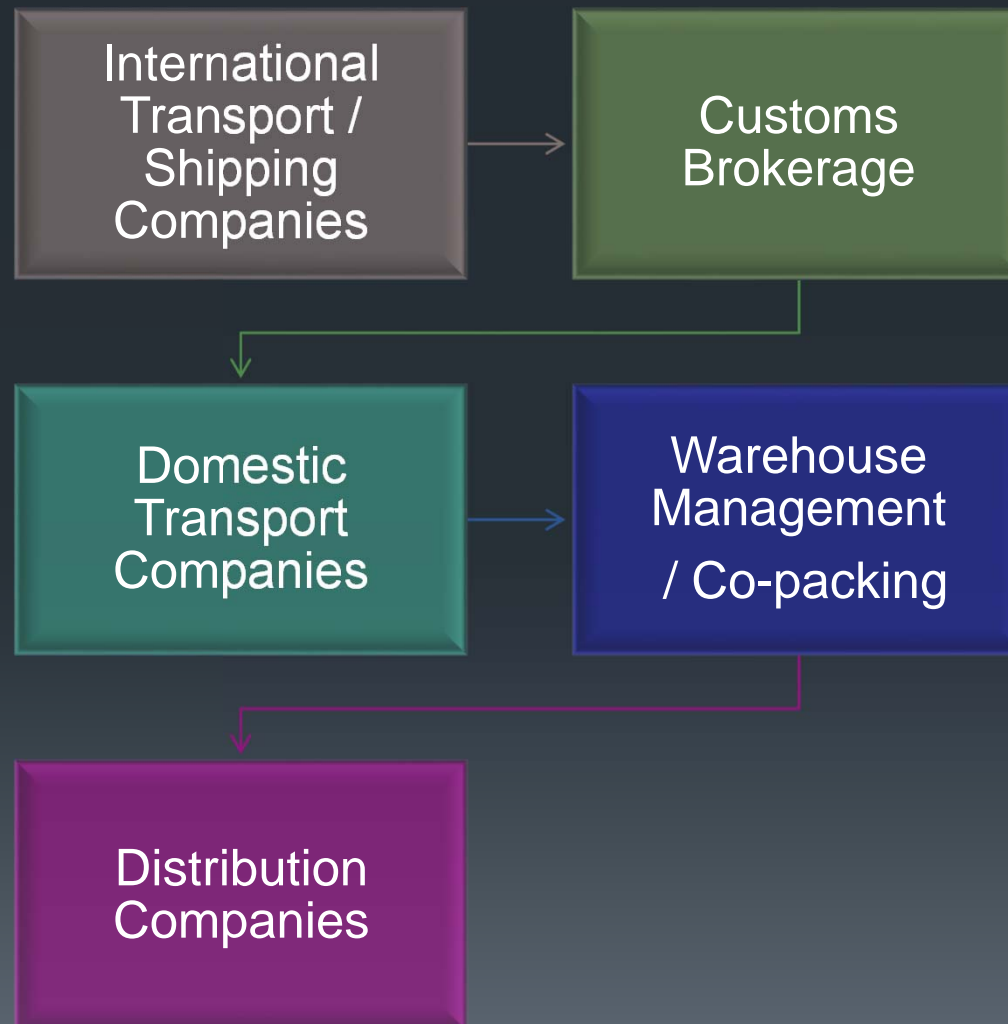 International
Transport /
Shipping
Companies
Customs
Brokerage
Domestic
Transport
Companies
Warehouse
Management
/ Co-packing
Distribution
Companies